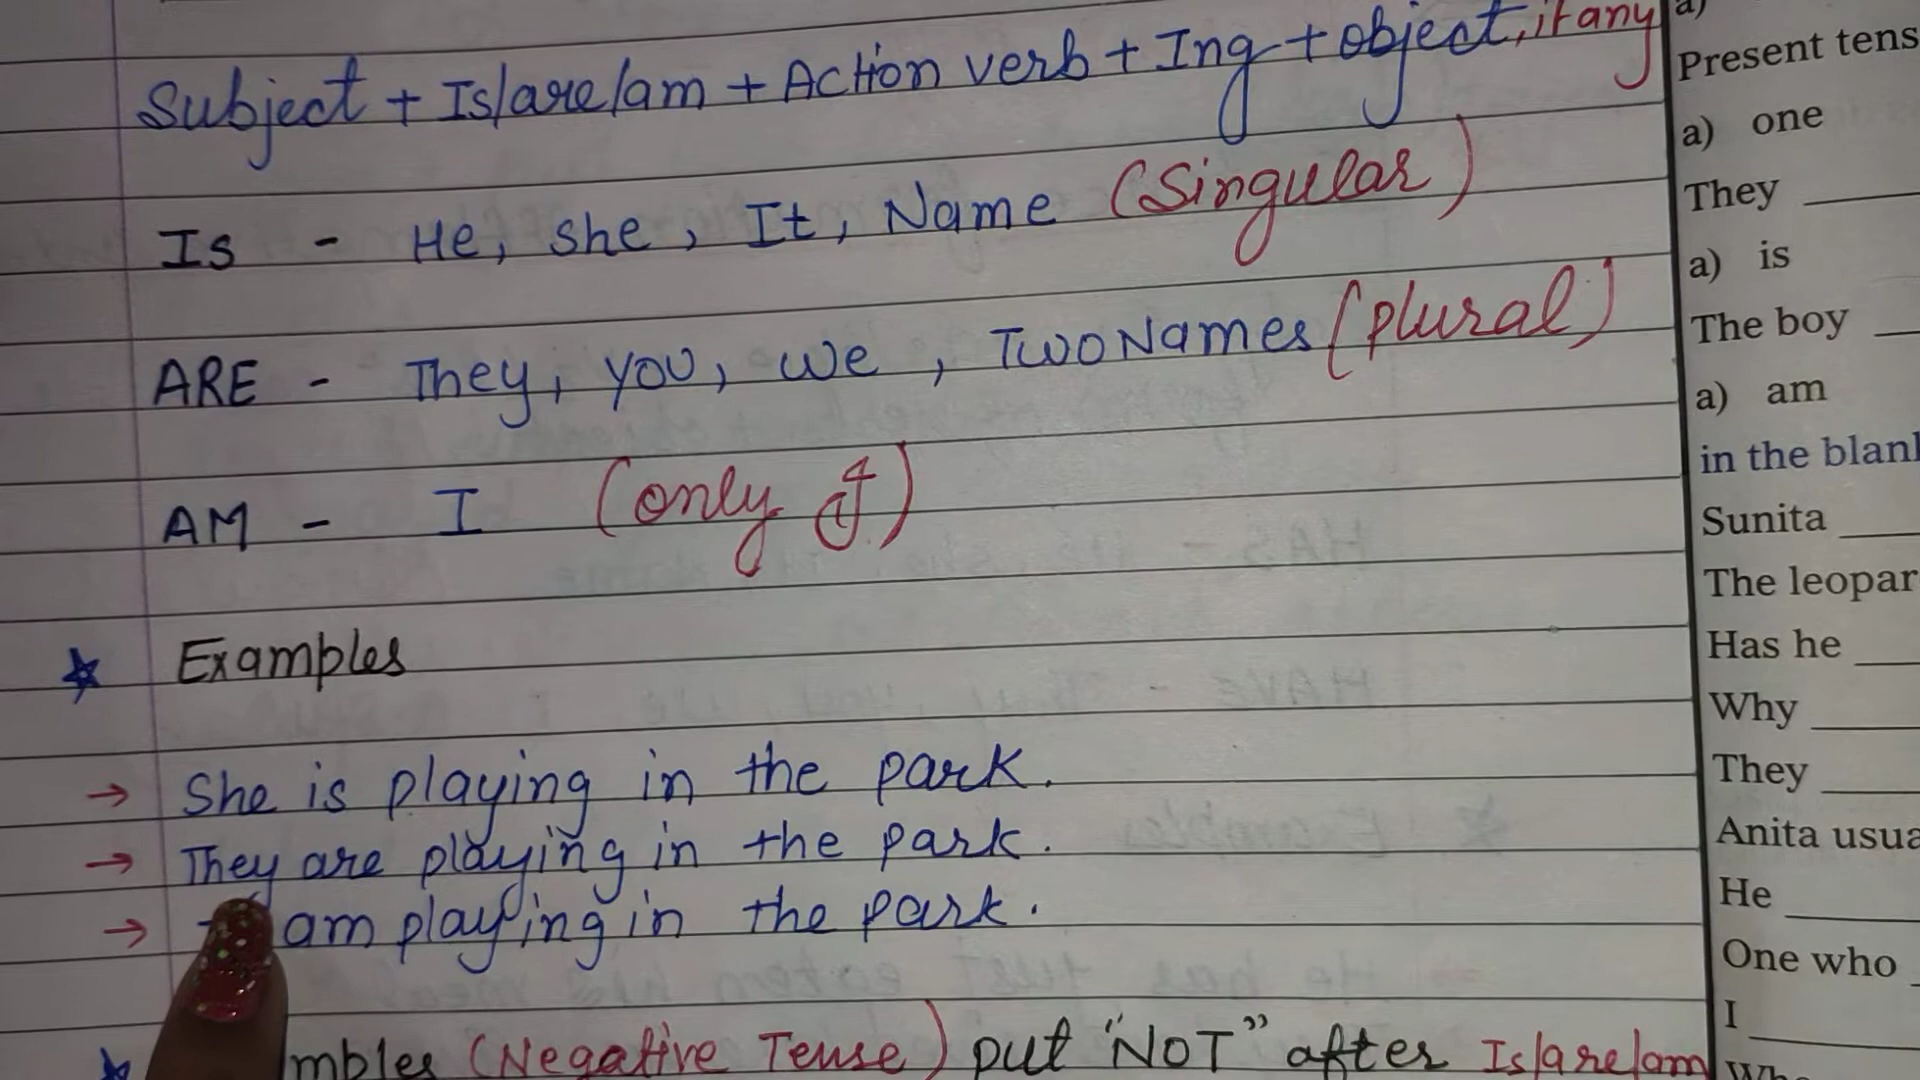 Subject + Is/are/am + Action verb + Ing + object, if any
Is - He, she, It, Name (Singular)
ARE - They, you, we, Two Names (plural)
AM - I (only I)
Examples
→ She is playing in the park.
→ They are playing in the park.
→ am playing in the park.
(Negative Tense) put "NOT" after Is/are/am
a)
Present tens
a) one
They
a) is
The boy
a) am
in the blank
Sunita
The leopar
Has he
Why
They
Anita usua
He
One who
I